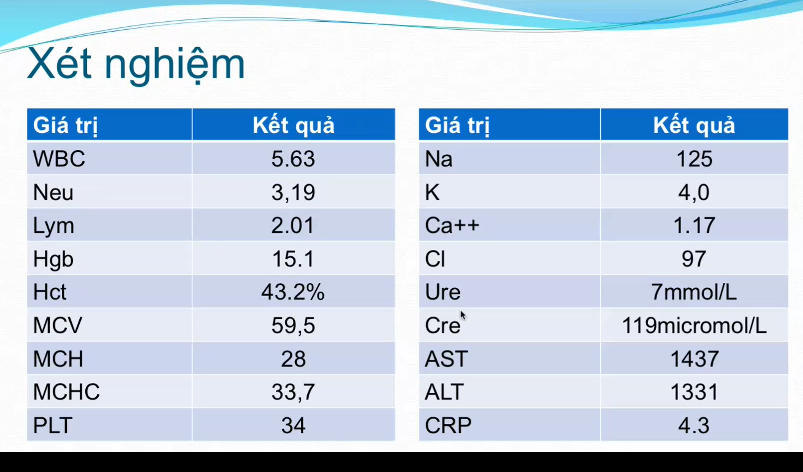 Xét nghiệm
Giá trị Kết quả
WBC 5.63
Neu 3,19
Lym 2.01
Hgb 15.1
Hct 43.2%
MCV 59,5
MCH 28
MCHC 33,7
PLT 34
Giá trị Kết quả
Na 125
K 4,0
Ca++ 1.17
Cl 97
Ure 7mmol/L
Cre 119micromol/L
AST 1437
ALT 1331
CRP 4.3